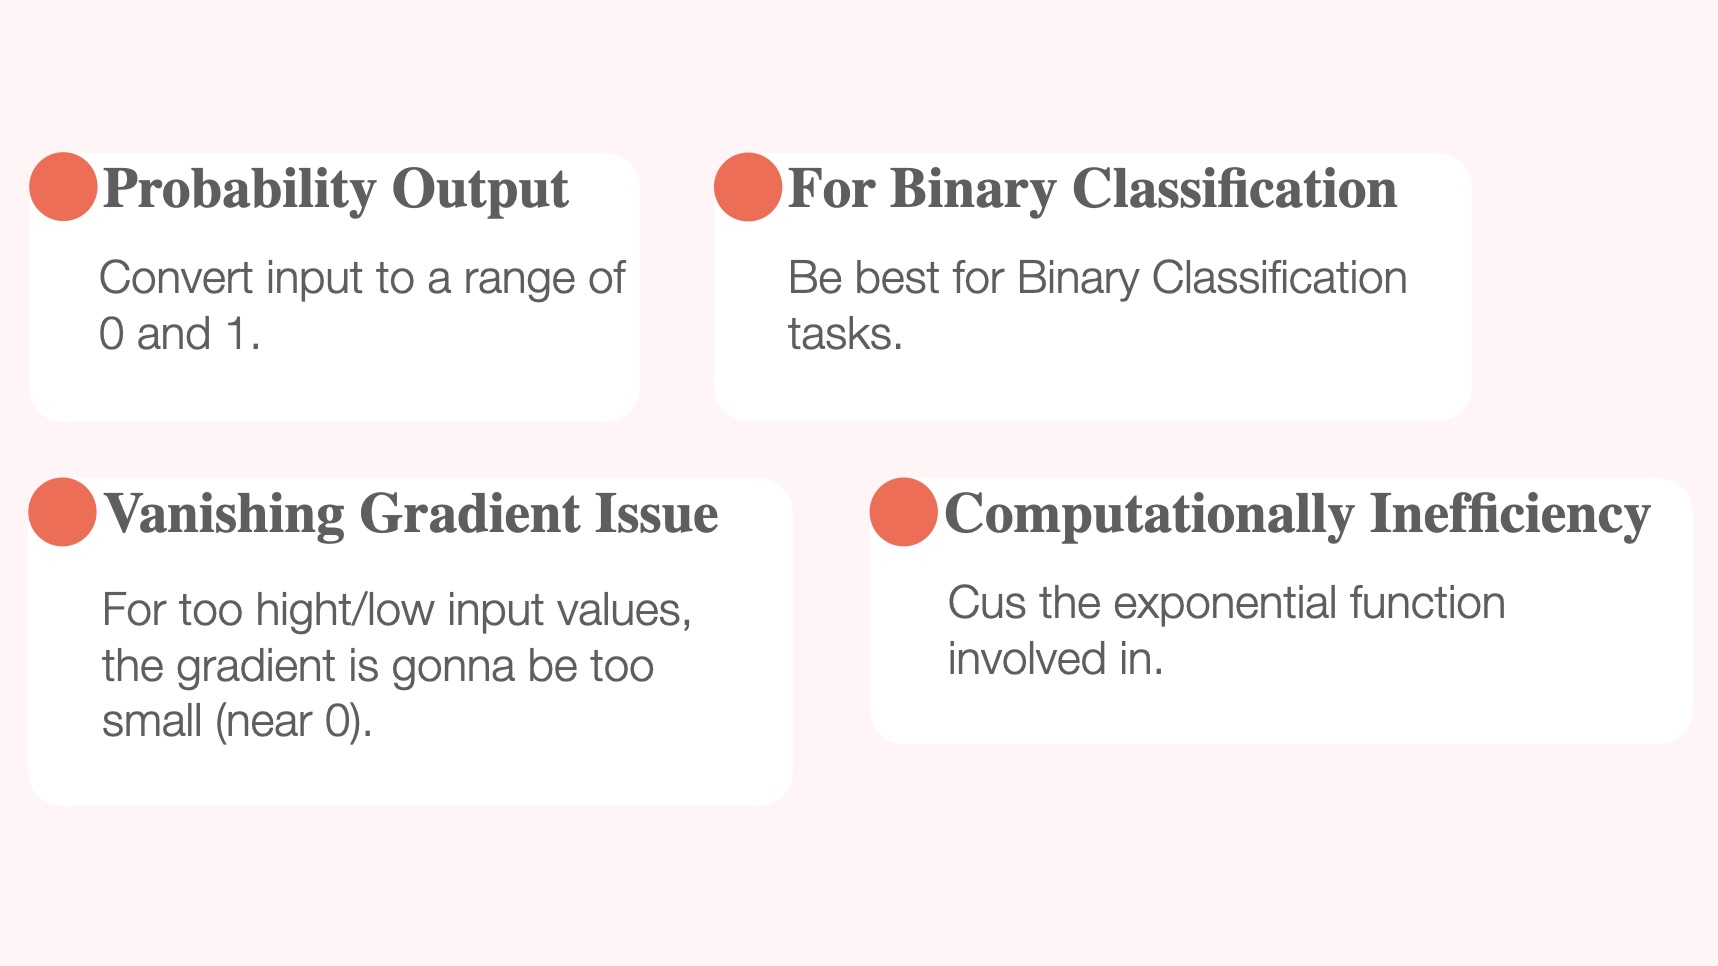 Probability Output
Convert input to a range of
0 and 1.
For Binary Classification
Be best for Binary Classification
tasks.
Vanishing Gradient Issue
For too hight/low input values,
the gradient is gonna be too
small (near 0).
Computationally Inefficiency
Cus the exponential function
involved in.